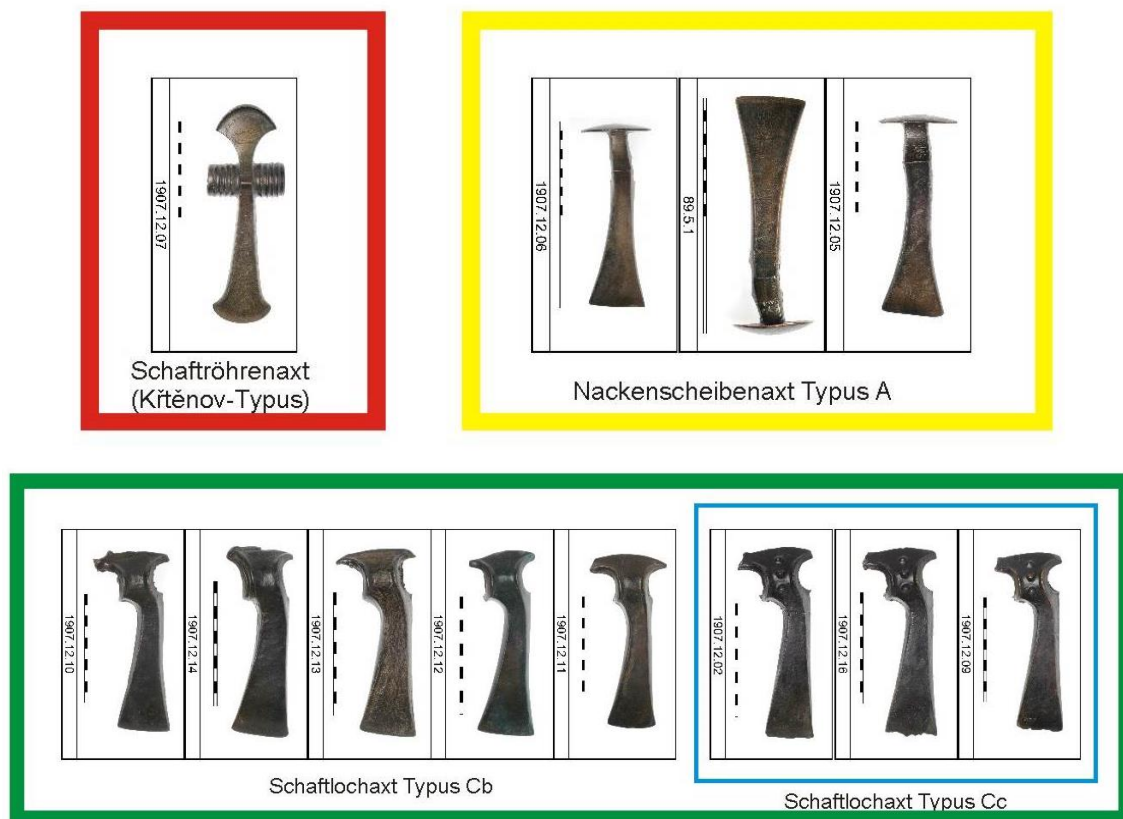 1907.12.07
Schaftröhrenaxt
(Křtěnov-Typus)
1907.12.06
89.5.1
1907.12.05
Nackenscheibenaxt Typus A
1907.12.10
1907.12.14
1907.12.13
1907.12.12
1907.12.11
Schaftlochaxt Typus Cb
1907.12.02
1907.12.16
1907.12.09
Schaftlochaxt Typus Cc